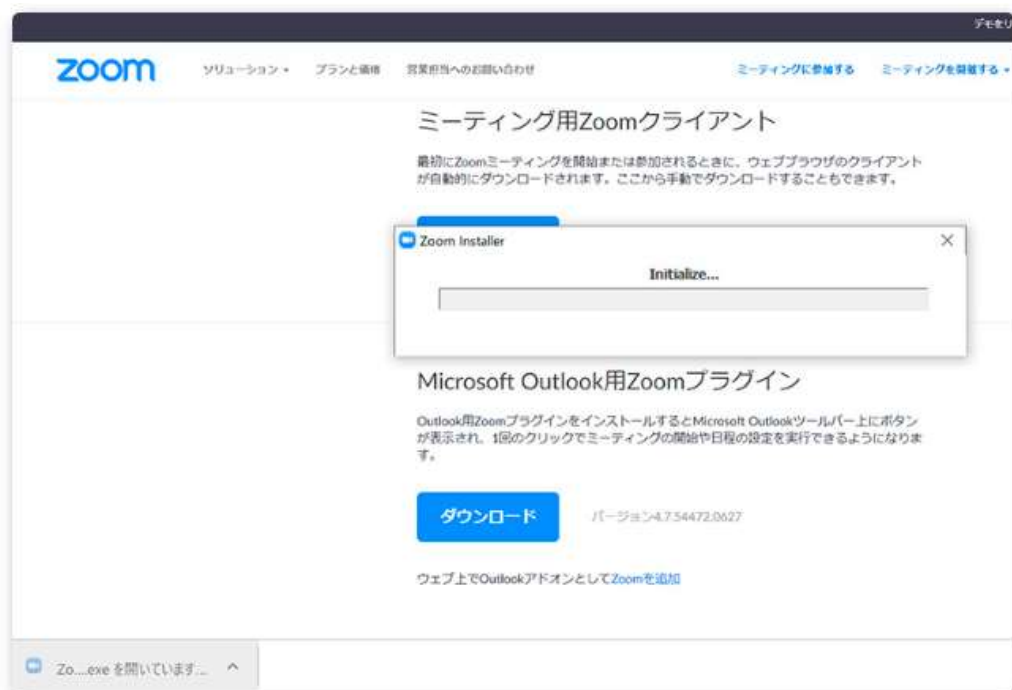 デモをリ
zoom
ソリューション
プランと価格
営業担当へのお問い合わせ
ミーティングに参加する
ミーティングを開催する
ミーティング用Zoomクライアント
最初にZoomミーティングを開始または参加されるときに、ウェブブラウザのクライアント
が自動的にダウンロードされます。ここから手動でダウンロードすることもできます。
Zoom Installer
Initialize...
Microsoft Outlook用Zoomプラグイン
Outlook用ZoomプラグインをインストールするとMicrosoft Outlookツールバー上にボタン
が表示され、1回のクリックでミーティングの開始や日程の設定を実行できるようになりま
す。
ダウンロード
バージョン4.7.54472.0627
ウェブ上でOutlookアドオンとしてZoomを追加
Zo....exe を開いています...